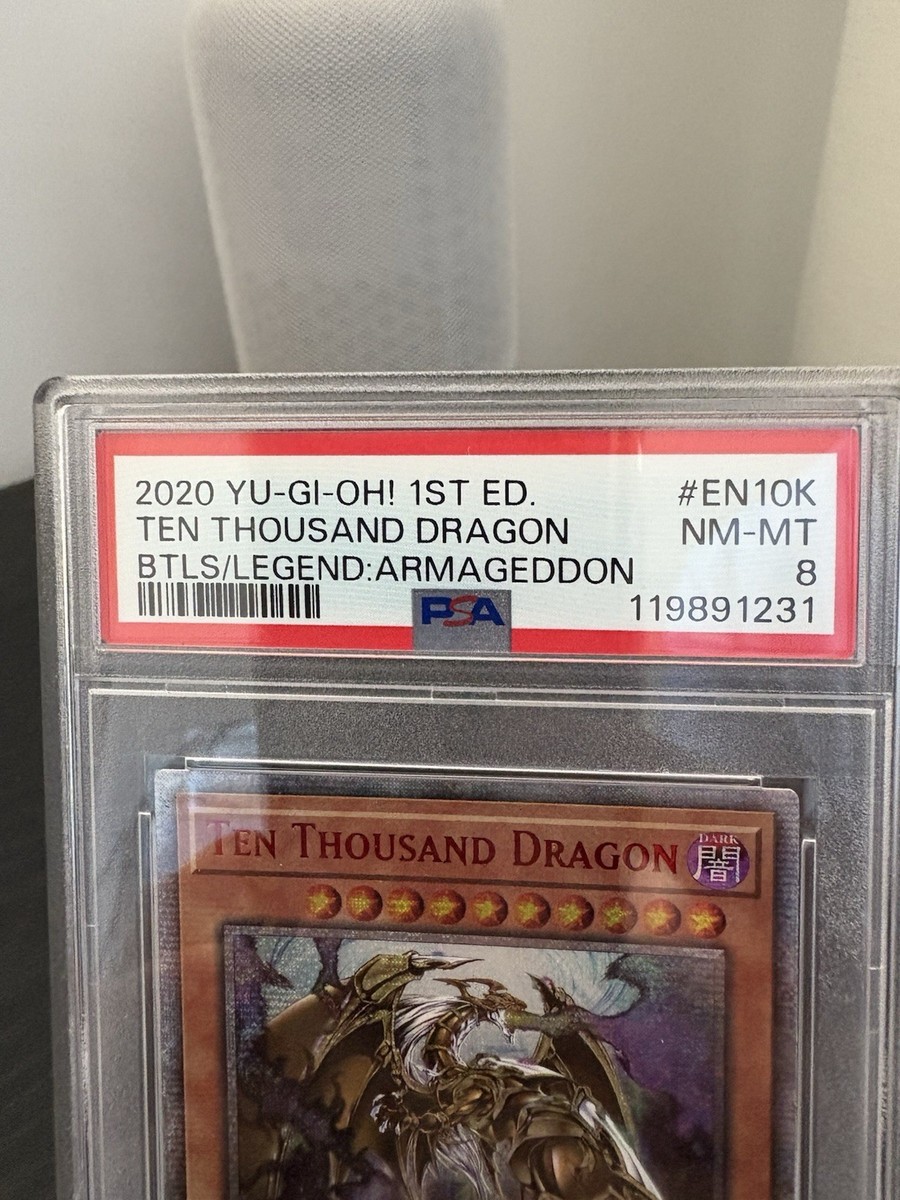 2020 YU-GI-OH! 1ST ED. #EN10K
TEN THOUSAND DRAGON NM-MT
BTLS/LEGEND:ARMAGEDDON 8
PSA 119891231
TEN THOUSAND DRAGON
DARK
闇